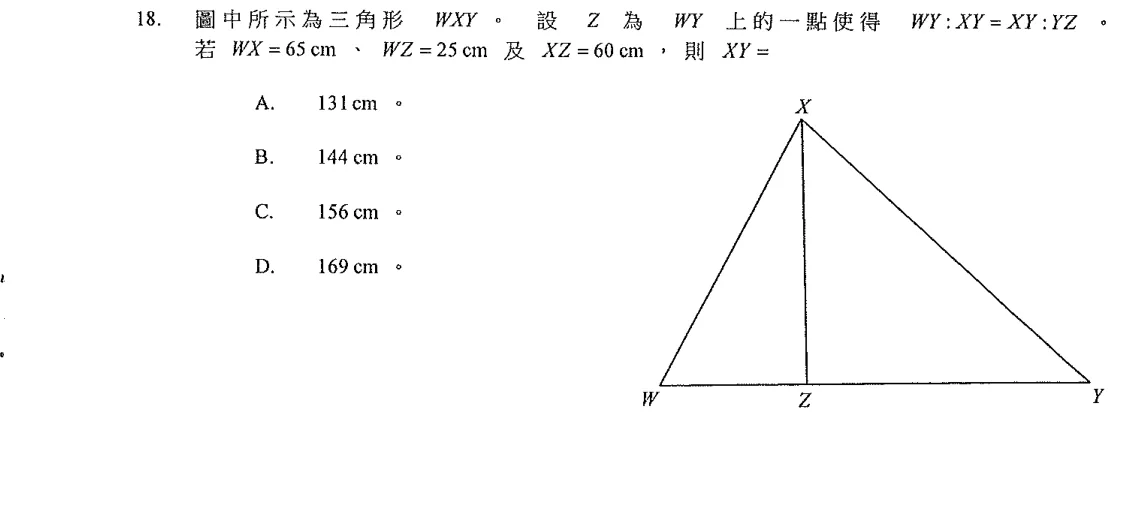 18. 圖中所示為三角形 WXY。 設 Z 為 WY 上的一點使得 WY : XY = XY : YZ 。
若 WX = 65 cm 、 WZ = 25 cm 及 XZ = 60 cm ，則 XY =
A. 131 cm 。
B. 144 cm 。
C. 156 cm 。
D. 169 cm 。
X
W
Z
Y